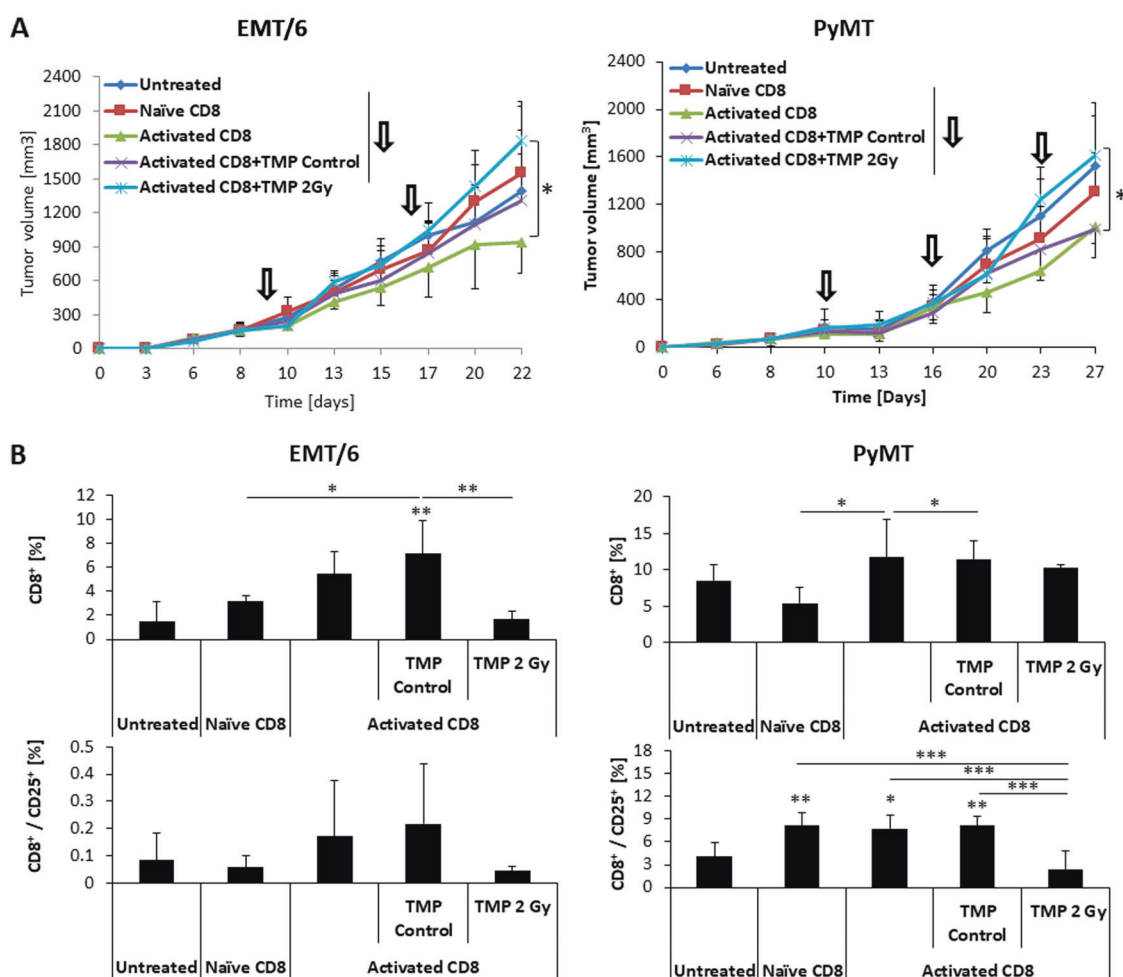 A
EMT/6
PyMT
Tumor volume [mm3]
2400
2100
1800
1500
1200
900
600
300
0
Untreated
Naïve CD8
Activated CD8
Activated CD8+TMP Control
Activated CD8+TMP 2Gy
*
0 3 6 8 10 13 15 17 20 22
Time [days]
Tumor volume [mm³]
2400
2000
1600
1200
800
400
0
Untreated
Naïve CD8
Activated CD8
Activated CD8+TMP Control
Activated CD8+TMP 2Gy
*
0 6 8 10 13 16 20 23 27
Time [Days]
B
EMT/6
PyMT
CD8⁺ [%]
12
10
8
6
4
2
0
* **
**
TMP Control
TMP 2 Gy
Untreated Naïve CD8 Activated CD8
CD8⁺ [%]
20
15
10
5
0
* *
TMP Control
TMP 2 Gy
Untreated Naïve CD8 Activated CD8
CD8⁺ / CD25⁺ [%]
0.5
0.4
0.3
0.2
0.1
0
TMP Control
TMP 2 Gy
Untreated Naïve CD8 Activated CD8
CD8⁺ / CD25⁺ [%]
18
15
12
9
6
3
0
***
***
***
** * **
TMP Control
TMP 2 Gy
Untreated Naïve CD8 Activated CD8